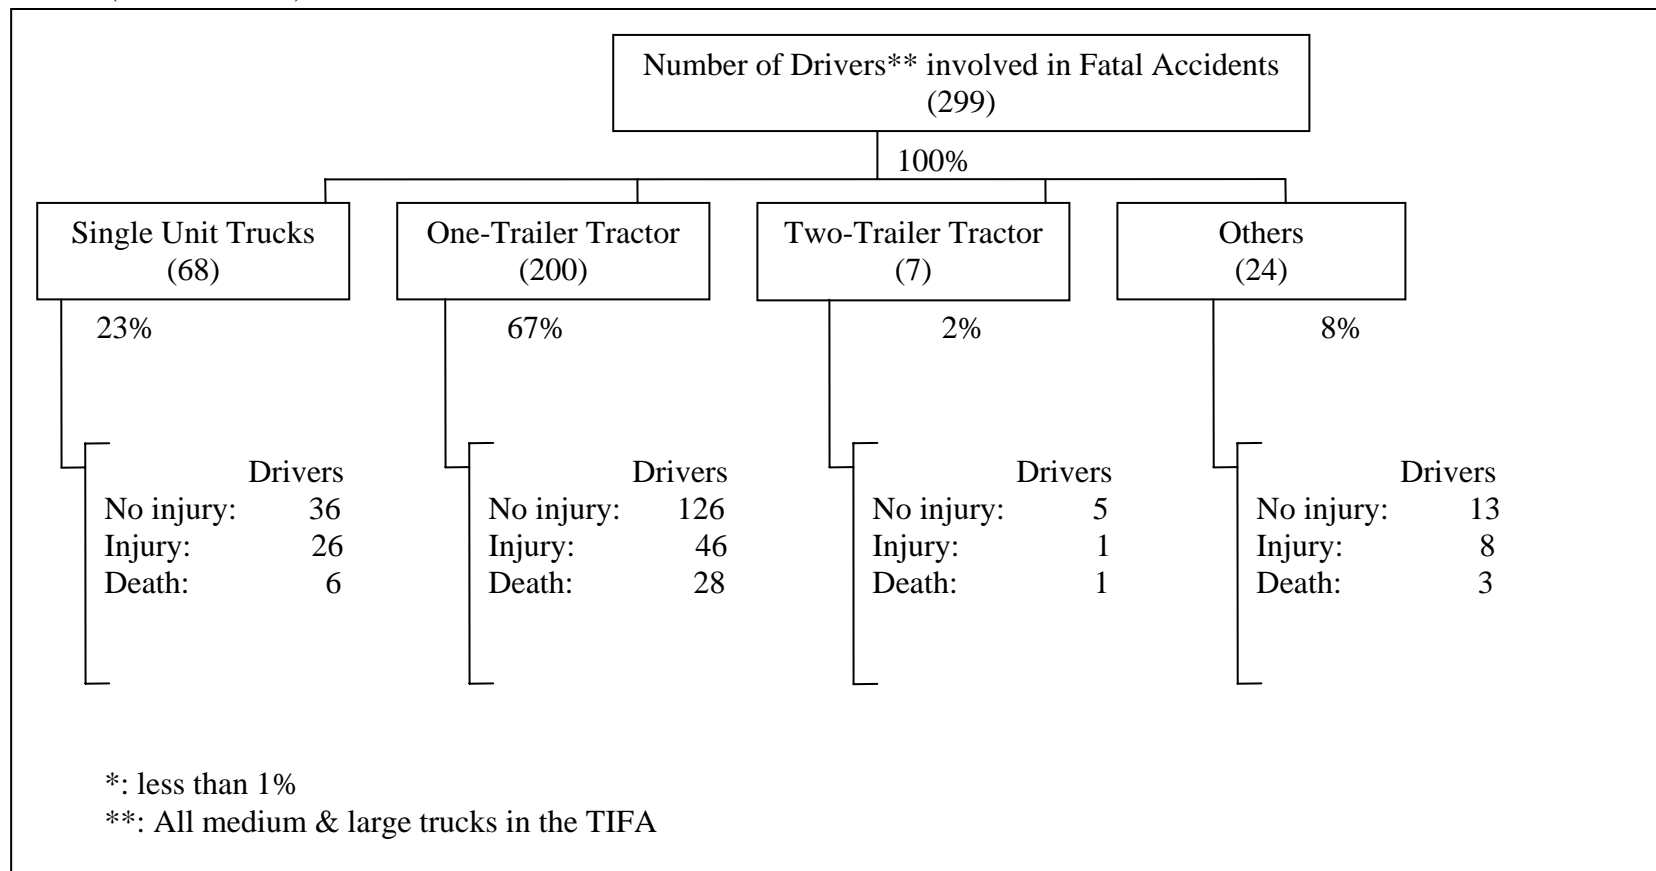 Number of Drivers** involved in Fatal Accidents
(299)
100%
Single Unit Trucks
(68)
One-Trailer Tractor
(200)
Two-Trailer Tractor
(7)
Others
(24)
23%
67%
2%
8%
Drivers
No injury: 36
Injury: 26
Death: 6
Drivers
No injury: 126
Injury: 46
Death: 28
Drivers
No injury: 5
Injury: 1
Death: 1
Drivers
No injury: 13
Injury: 8
Death: 3
*: less than 1%
**: All medium & large trucks in the TIFA